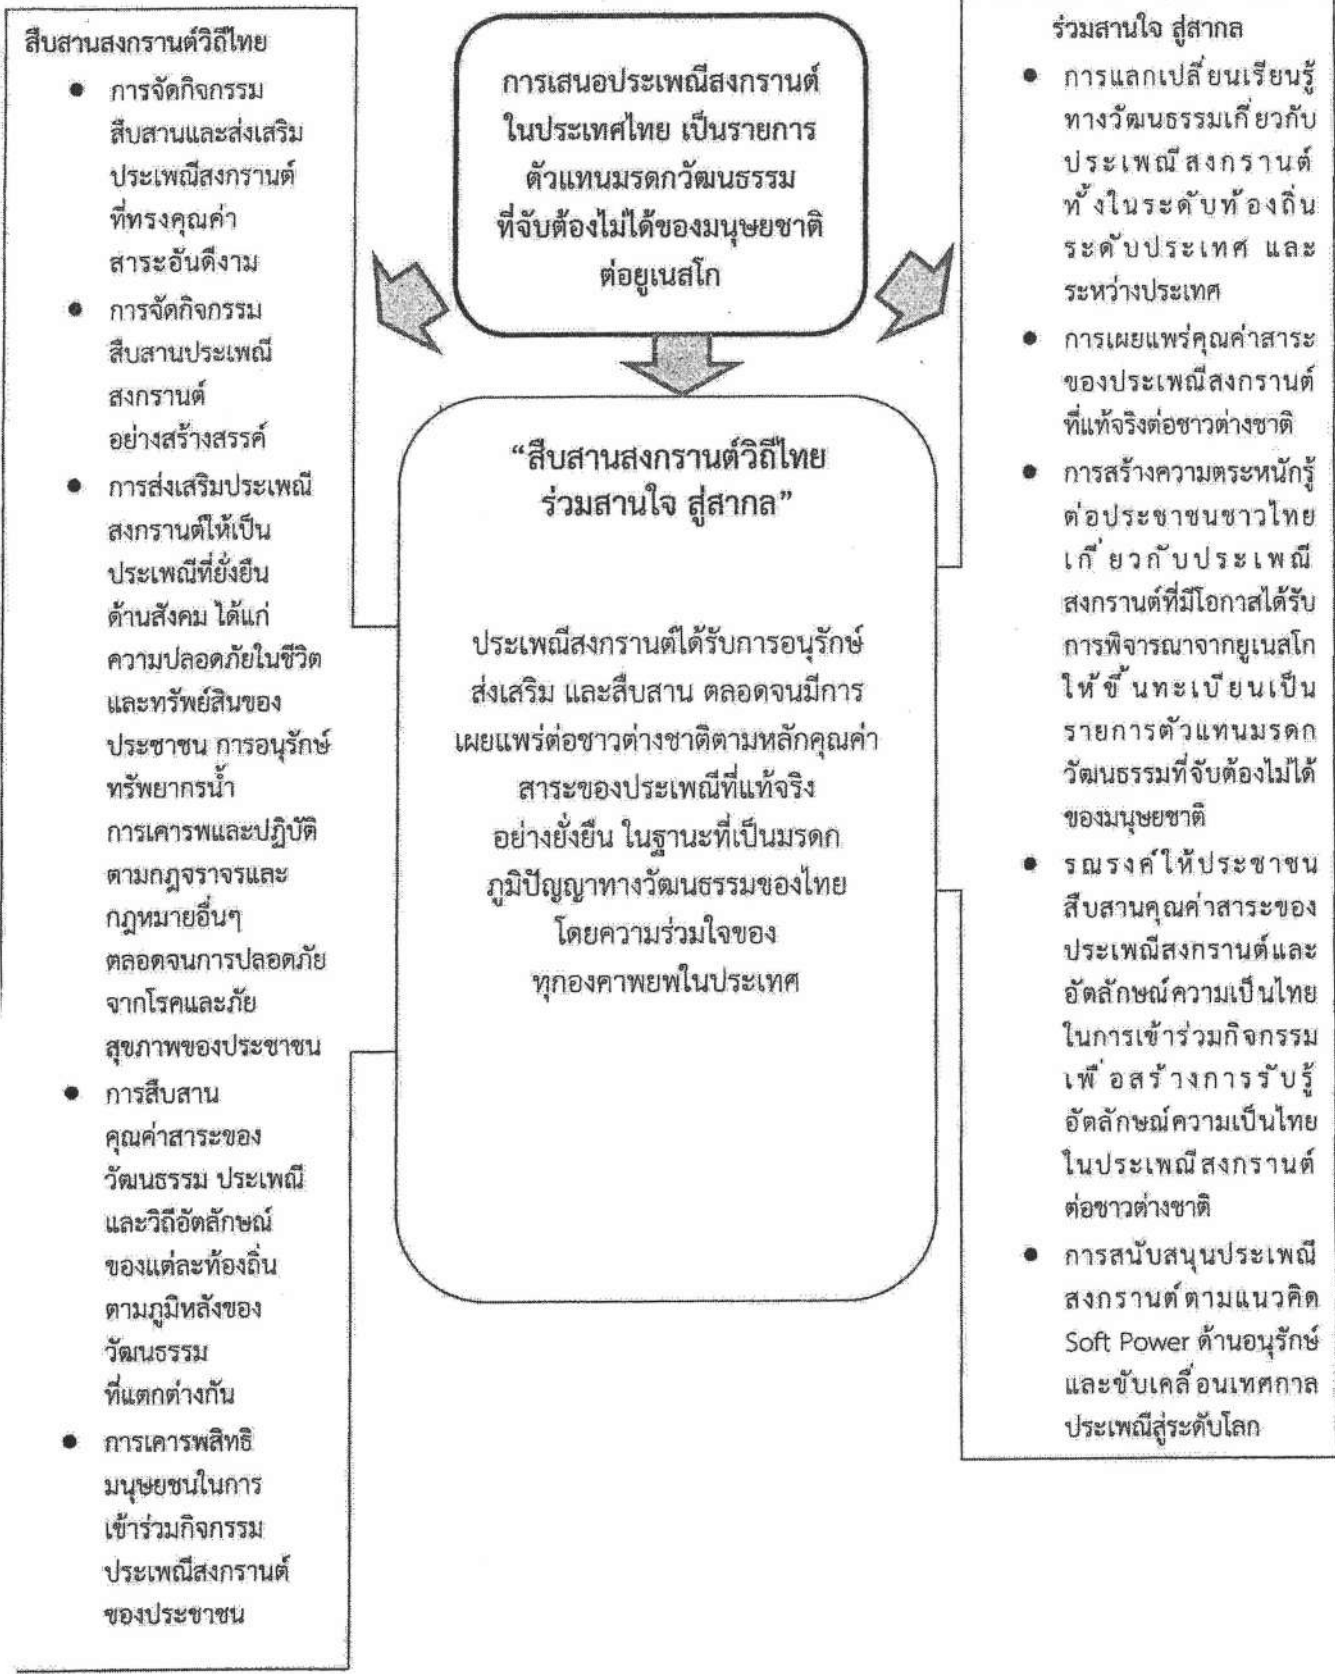 สืบสานสงกรานต์วิถีไทย
● การจัดกิจกรรม
สืบสานและส่งเสริม
ประเพณีสงกรานต์
ที่ทรงคุณค่า
สาระอันดีงาม
● การจัดกิจกรรม
สืบสานประเพณี
สงกรานต์
อย่างสร้างสรรค์
● การส่งเสริมประเพณี
สงกรานต์ให้เป็น
ประเพณีที่ยั่งยืน
ด้านสังคม ได้แก่
ความปลอดภัยในชีวิต
และทรัพย์สินของ
ประชาชน การอนุรักษ์
ทรัพยากรน้ำ
การเคารพและปฏิบัติ
ตามกฎจราจรและ
กฎหมายอื่นๆ
ตลอดจนการปลอดภัย
จากโรคและภัย
สุขภาพของประชาชน
● การสืบสาน
คุณค่าสาระของ
วัฒนธรรม ประเพณี
และวิถีอัตลักษณ์
ของแต่ละท้องถิ่น
ตามภูมิหลังของ
วัฒนธรรม
ที่แตกต่างกัน
● การเคารพสิทธิ
มนุษยชนในการ
เข้าร่วมกิจกรรม
ประเพณีสงกรานต์
ของประชาชน
การเสนอประเพณีสงกรานต์
ในประเทศไทย เป็นรายการ
ตัวแทนมรดกวัฒนธรรม
ที่จับต้องไม่ได้ของมนุษยชาติ
ต่อยูเนสโก
“สืบสานสงกรานต์วิถีไทย
ร่วมสานใจ สู่สากล”
ประเพณีสงกรานต์ได้รับการอนุรักษ์
ส่งเสริม และสืบสาน ตลอดจนมีการ
เผยแพร่ต่อชาวต่างชาติตามหลักคุณค่า
สาระของประเพณีที่แท้จริง
อย่างยั่งยืน ในฐานะที่เป็นมรดก
ภูมิปัญญาทางวัฒนธรรมของไทย
โดยความร่วมใจของ
ทุกองคาพยพในประเทศ
ร่วมสานใจ สู่สากล
● การแลกเปลี่ยนเรียนรู้
ทางวัฒนธรรมเกี่ยวกับ
ประเพณีสงกรานต์
ทั้งในระดับท้องถิ่น
ระดับประเทศ และ
ระหว่างประเทศ
● การเผยแพร่คุณค่าสาระ
ของประเพณีสงกรานต์
ที่แท้จริงต่อชาวต่างชาติ
● การสร้างความตระหนักรู้
ต่อประชาชนชาวไทย
เกี่ยวกับประเพณี
สงกรานต์ที่มีโอกาสได้รับ
การพิจารณาจากยูเนสโก
ให้ขึ้นทะเบียนเป็น
รายการตัวแทนมรดก
วัฒนธรรมที่จับต้องไม่ได้
ของมนุษยชาติ
● รณรงค์ให้ประชาชน
สืบสานคุณค่าสาระของ
ประเพณีสงกรานต์และ
อัตลักษณ์ความเป็นไทย
ในการเข้าร่วมกิจกรรม
เพื่อสร้างการรับรู้
อัตลักษณ์ความเป็นไทย
ในประเพณีสงกรานต์
ต่อชาวต่างชาติ
● การสนับสนุนประเพณี
สงกรานต์ตามแนวคิด
Soft Power ด้านอนุรักษ์
และขับเคลื่อนเทศกาล
ประเพณีสู่ระดับโลก